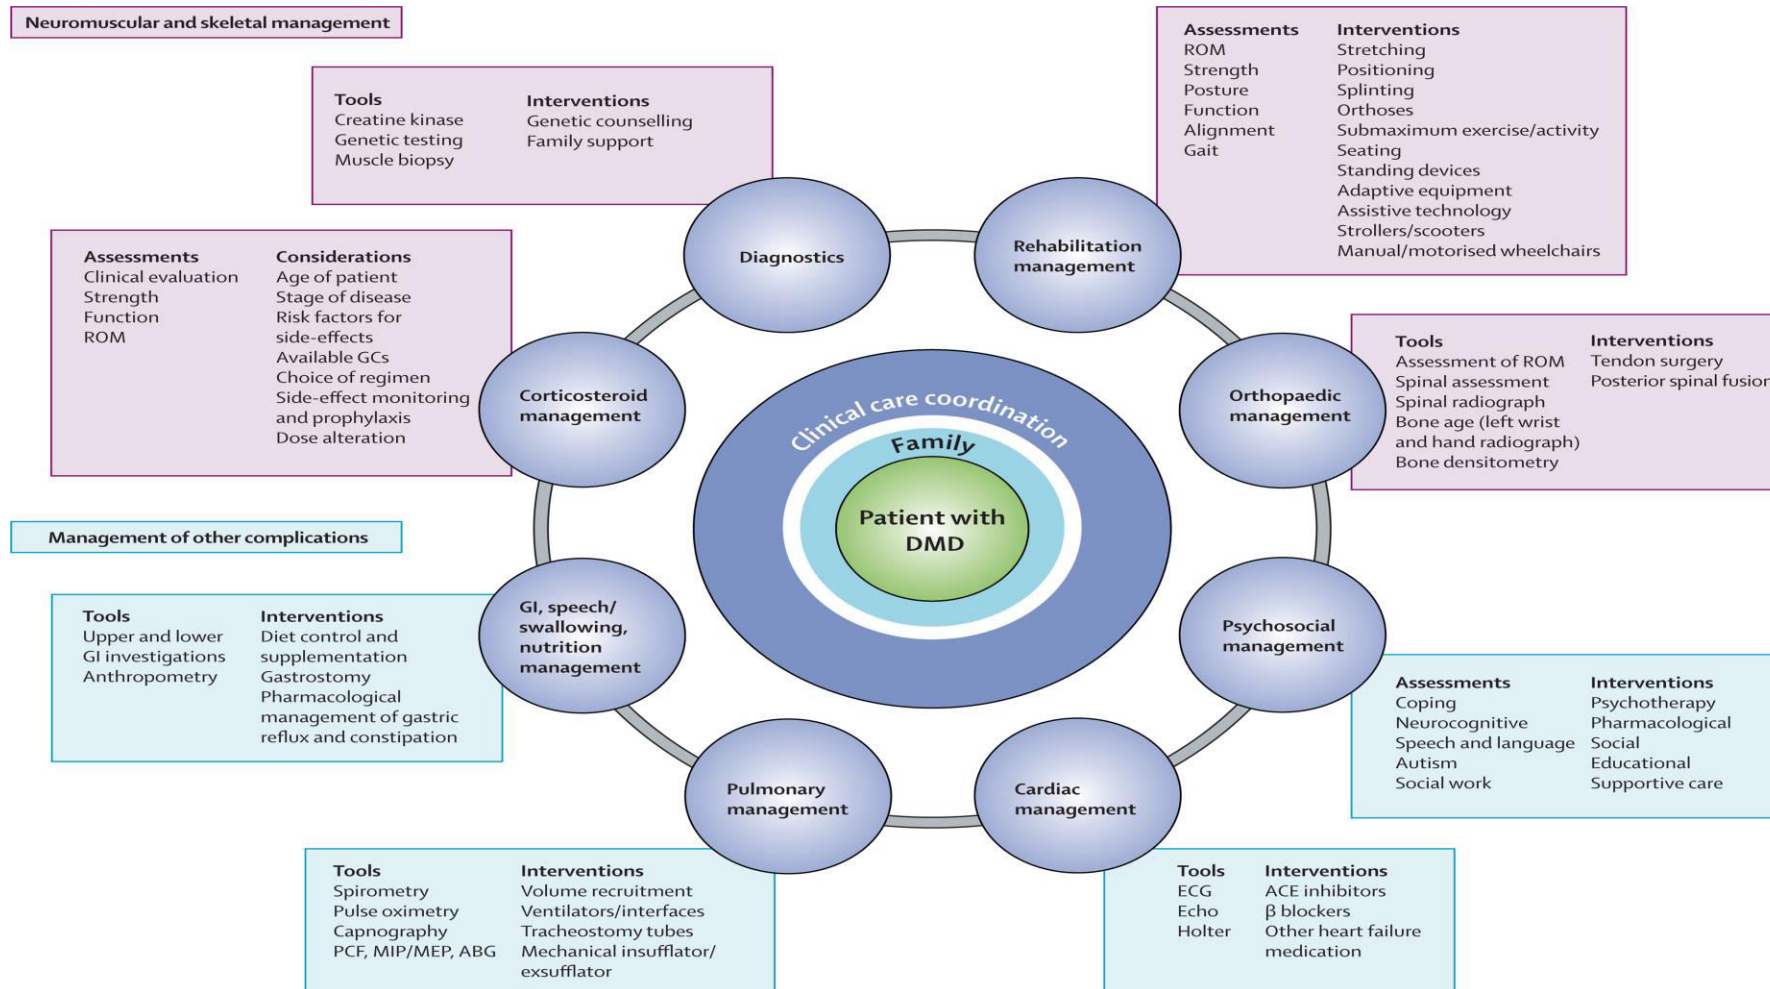 Neuromuscular and skeletal management
Tools
Creatine kinase
Genetic testing
Muscle biopsy
Interventions
Genetic counselling
Family support
Diagnostics
Assessments
ROM
Strength
Posture
Function
Alignment
Gait
Interventions
Stretching
Positioning
Splinting
Orthoses
Submaximum exercise/activity
Seating
Standing devices
Adaptive equipment
Assistive technology
Strollers/scooters
Manual/motorised wheelchairs
Rehabilitation
management
Assessments
Clinical evaluation
Strength
Function
ROM
Considerations
Age of patient
Stage of disease
Risk factors for
side-effects
Available GCs
Choice of regimen
Side-effect monitoring
and prophylaxis
Dose alteration
Corticosteroid
management
Clinical care coordination
Family
Patient with
DMD
Orthopaedic
management
Tools
Assessment of ROM
Spinal assessment
Spinal radiograph
Bone age (left wrist
and hand radiograph)
Bone densitometry
Interventions
Tendon surgery
Posterior spinal fusion
Management of other complications
Tools
Upper and lower
GI investigations
Anthropometry
Interventions
Diet control and
supplementation
Gastrostomy
Pharmacological
management of gastric
reflux and constipation
GI, speech/
swallowing,
nutrition
management
Psychosocial
management
Assessments
Coping
Neurocognitive
Speech and language
Autism
Social work
Interventions
Psychotherapy
Pharmacological
Social
Educational
Supportive care
Pulmonary
management
Tools
Spirometry
Pulse oximetry
Capnography
PCF, MIP/MEP, ABG
Interventions
Volume recruitment
Ventilators/interfaces
Tracheostomy tubes
Mechanical insufflator/
exsufflator
Cardiac
management
Tools
ECG
Echo
Holter
Interventions
ACE inhibitors
β blockers
Other heart failure
medication